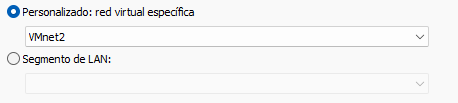 Personalizado: red virtual específica
VMnet2
Segmento de LAN: